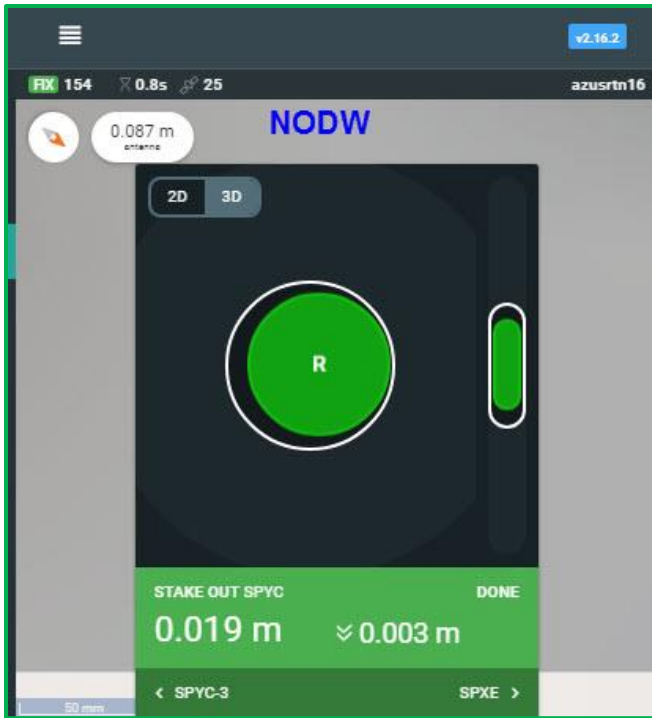 v2.16.2
FIX 154 0.8s 25 azusrtn16
0.087 m
antenna
NODW
2D 3D
R
STAKE OUT SPYC DONE
0.019 m 0.003 m
SPYC-3 SPXE
50 mm